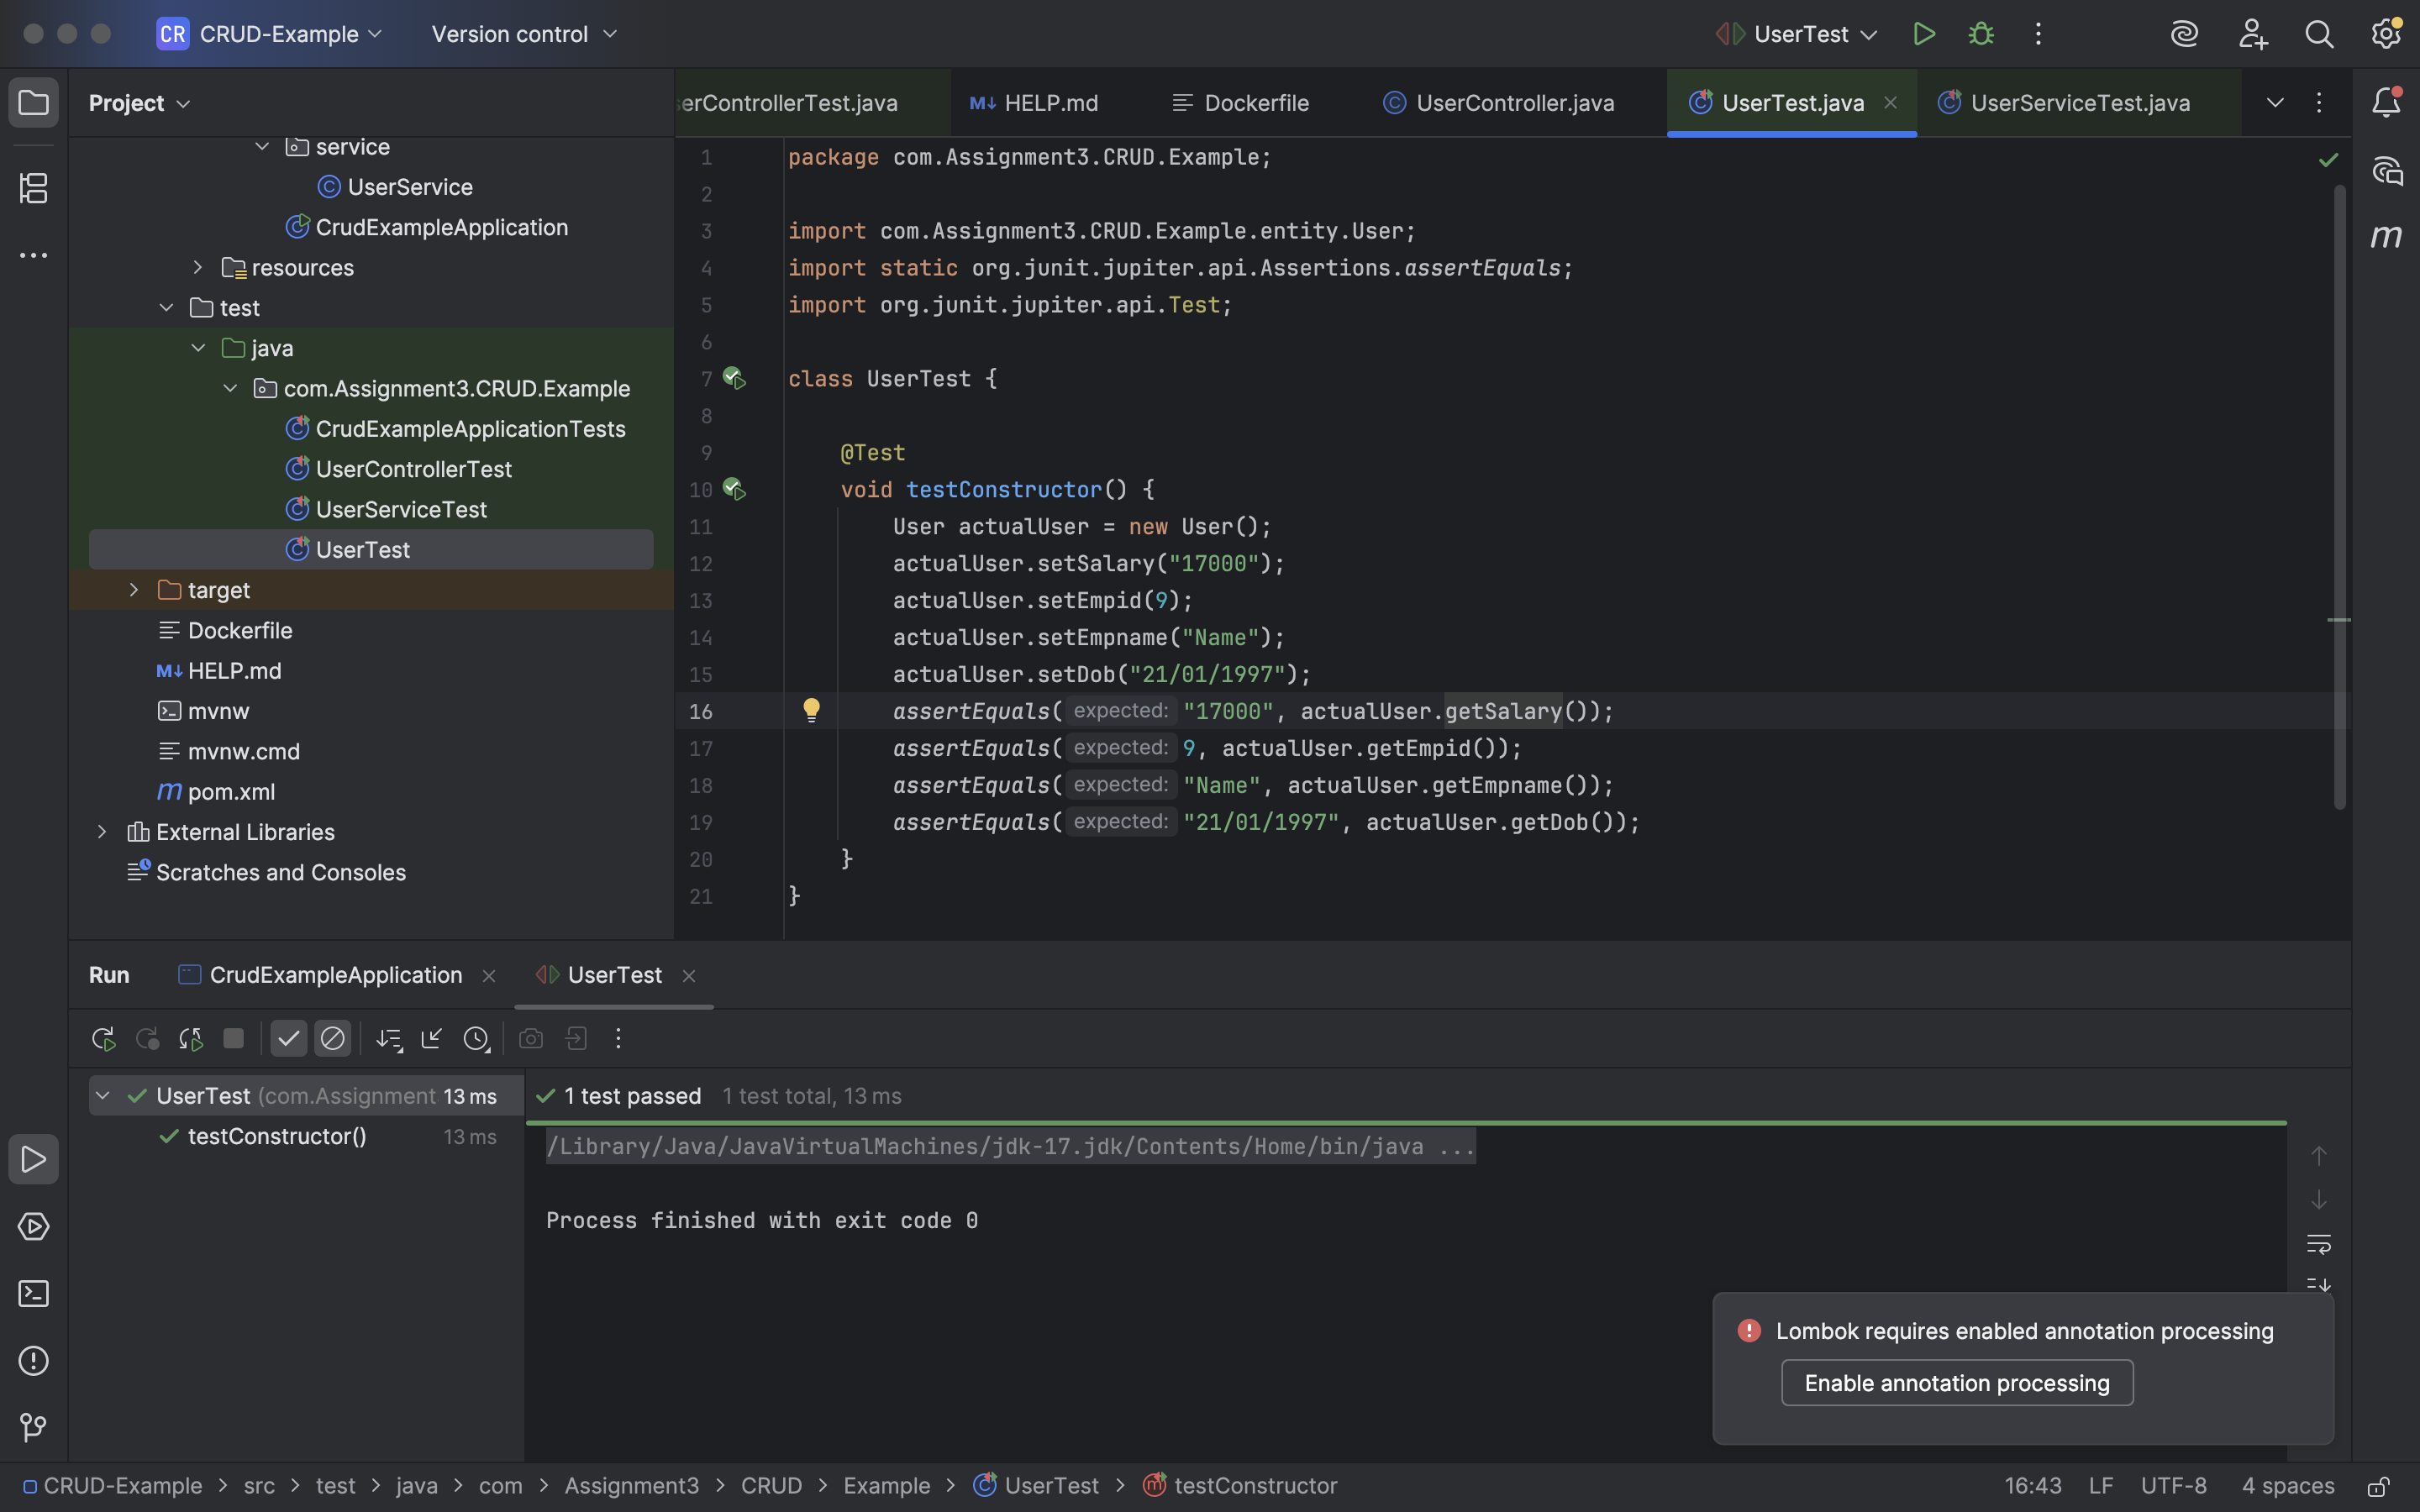 CR CRUD-Example Version control UserTest
Project
serControllerTest.java M↓ HELP.md Dockerfile UserController.java UserTest.java UserServiceTest.java
service
UserService
CrudExampleApplication
resources
test
java
com.Assignment3.CRUD.Example
CrudExampleApplicationTests
UserControllerTest
UserServiceTest
UserTest
target
Dockerfile
M↓ HELP.md
mvnw
mvnw.cmd
m pom.xml
External Libraries
Scratches and Consoles
1 package com.Assignment3.CRUD.Example;
2
3 import com.Assignment3.CRUD.Example.entity.User;
4 import static org.junit.jupiter.api.Assertions.assertEquals;
5 import org.junit.jupiter.api.Test;
6
7 class UserTest {
8
9 @Test
10 void testConstructor() {
11 User actualUser = new User();
12 actualUser.setSalary("17000");
13 actualUser.setEmpid(9);
14 actualUser.setEmpname("Name");
15 actualUser.setDob("21/01/1997");
16 assertEquals( expected: "17000", actualUser.getSalary());
17 assertEquals( expected: 9, actualUser.getEmpid());
18 assertEquals( expected: "Name", actualUser.getEmpname());
19 assertEquals( expected: "21/01/1997", actualUser.getDob());
20 }
21 }
m
Run CrudExampleApplication UserTest
UserTest (com.Assignment 13 ms
testConstructor() 13 ms
1 test passed 1 test total, 13 ms
/Library/Java/JavaVirtualMachines/jdk-17.jdk/Contents/Home/bin/java ...
Process finished with exit code 0
Lombok requires enabled annotation processing
Enable annotation processing
CRUD-Example > src > test > java > com > Assignment3 > CRUD > Example > UserTest > testConstructor 16:43 LF UTF-8 4 spaces